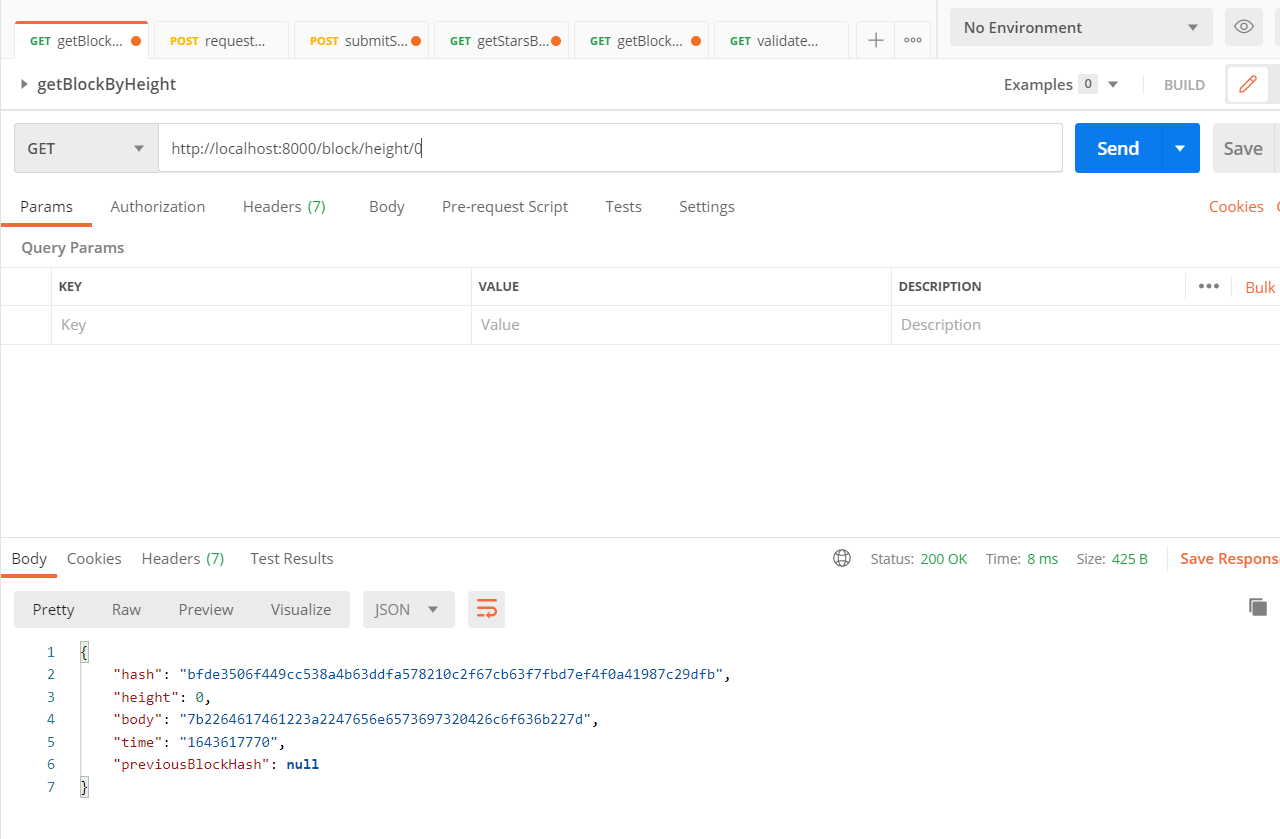 GET getBlock... POST request... POST submitS... GET getStarsB... GET getBlock... GET validate... No Environment
getBlockByHeight Examples 0 BUILD
GET http://localhost:8000/block/height/0 Send Save
Params Authorization Headers (7) Body Pre-request Script Tests Settings Cookies
Query Params
KEY VALUE DESCRIPTION Bulk
Key Value Description
Body Cookies Headers (7) Test Results Status: 200 OK Time: 8 ms Size: 425 B Save Respons
Pretty Raw Preview Visualize JSON
1 {
2 "hash": "bfde3506f449cc538a4b63ddfa578210c2f67cb63f7fbd7ef4f0a41987c29dfb",
3 "height": 0,
4 "body": "7b2264617461223a2247656e6573697320426c6f636b227d",
5 "time": "1643617770",
6 "previousBlockHash": null
7 }